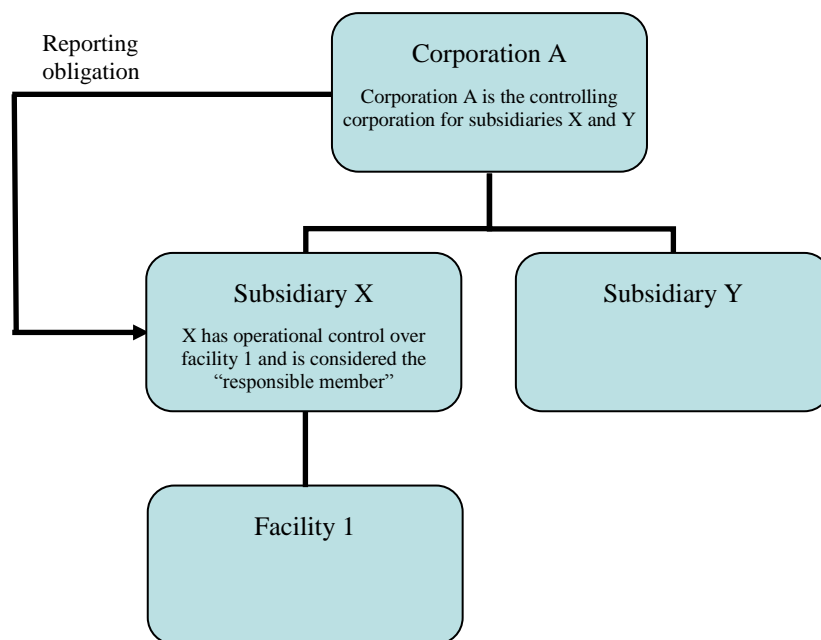 Reporting
obligation
Corporation A
Corporation A is the controlling
corporation for subsidiaries X and Y
Subsidiary X
X has operational control over
facility 1 and is considered the
“responsible member”
Subsidiary Y
Facility 1